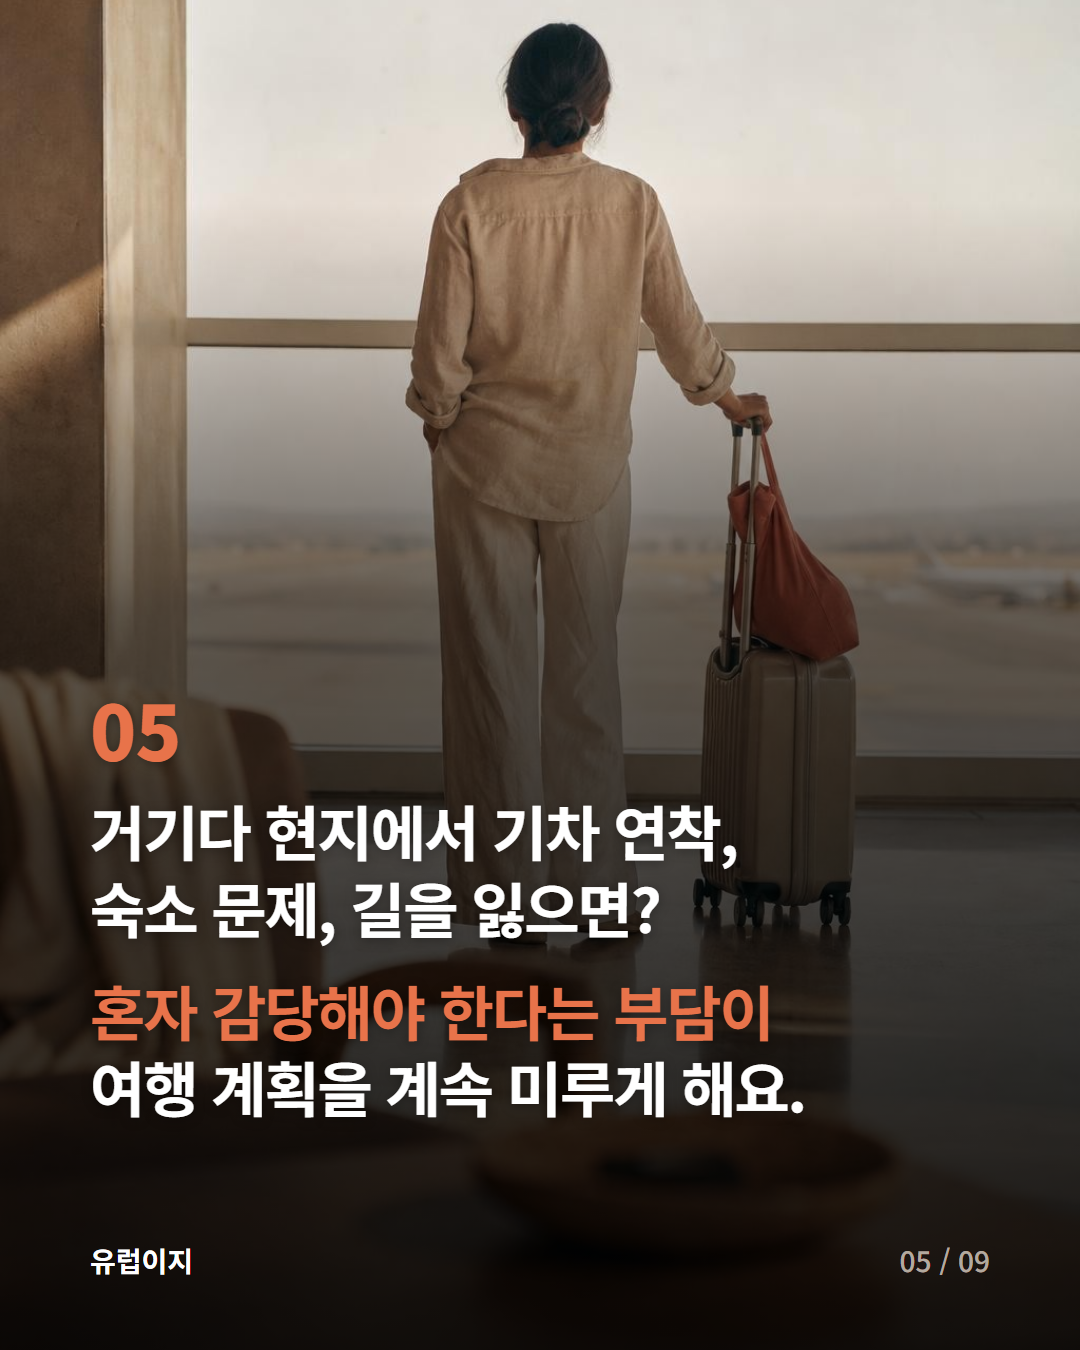 05
거기다 현지에서 기차 연착,
숙소 문제, 길을 잃으면?
혼자 감당해야 한다는 부담이
여행 계획을 계속 미루게 해요.
유럽이지
05 / 09